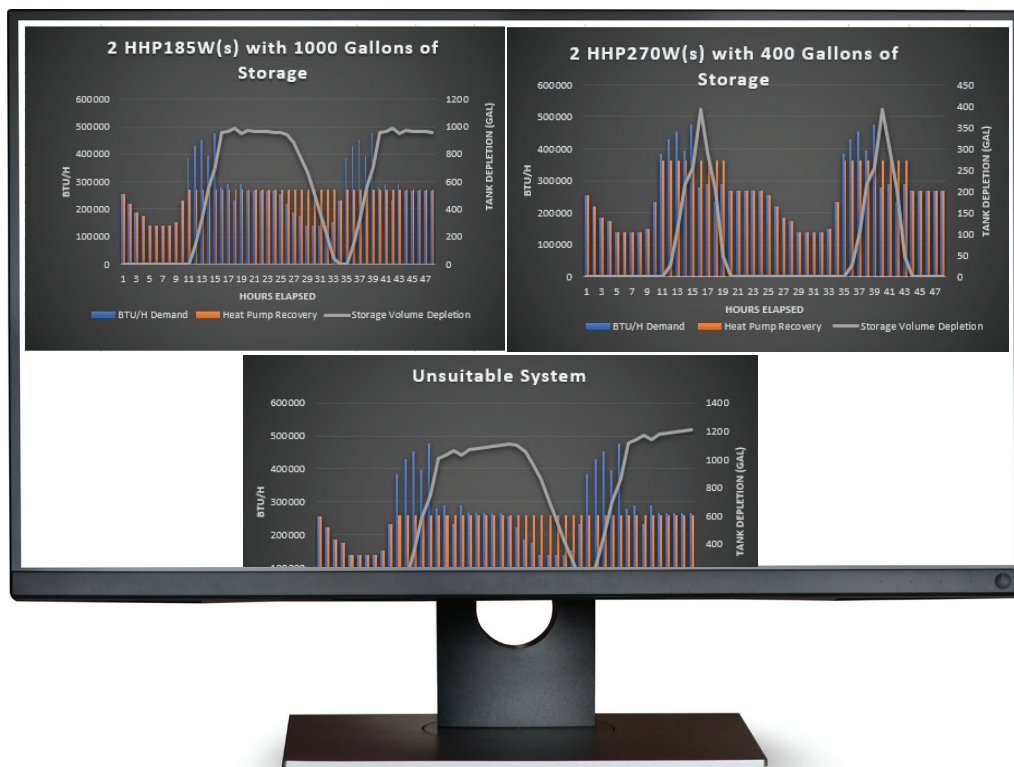 2 HHP185W(s) with 1000 Gallons of
Storage
600000
500000
400000
300000
200000
100000
0
BTU/H
1200
1000
800
600
400
200
0
TANK DEPLETION (GAL)
1 3 5 7 9 11 13 15 17 19 21 23 25 27 29 31 33 35 37 39 41 43 45 47
HOURS ELAPSED
BTU/H Demand Heat Pump Recovery Storage Volume Depletion
2 HHP270W(s) with 400 Gallons of
Storage
600000
500000
400000
300000
200000
100000
0
BTU/H
450
400
350
300
250
200
150
100
50
0
TANK DEPLETION (GAL)
1 3 5 7 9 11 13 15 17 19 21 23 25 27 29 31 33 35 37 39 41 43 45 47
HOURS ELAPSED
BTU/H Demand Heat Pump Recovery Storage Volume Depletion
Unsuitable System
600000
500000
400000
300000
200000
BTU/H
1400
1200
1000
800
600
400
TANK DEPLETION (GAL)